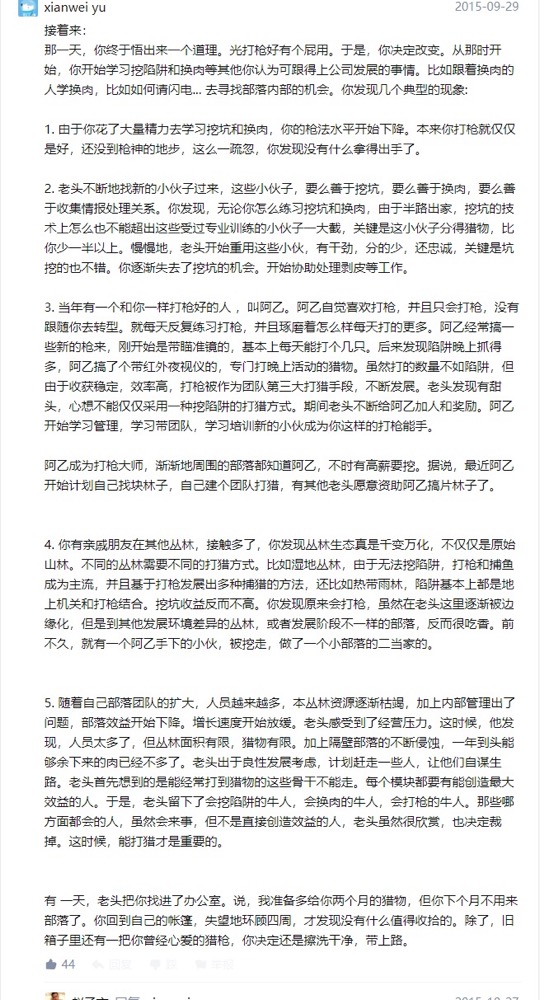 xianwei yu
2015-09-29
接着来：
那一天，你终于悟出来一个道理。光打枪好有个屁用。于是，你决定改变。从那时开
始，你开始学习挖陷阱和换肉等其他你认为可跟得上公司发展的事情。比如跟着换肉的
人学换肉，比如如何请闪电... 去寻找部落内部的机会。你发现几个典型的现象:
1. 由于你花了大量精力去学习挖坑和换肉，你的枪法水平开始下降。本来你打枪就仅仅
是好，还没到枪神的地步，这么一疏忽，你发现没有什么拿得出手了。
2. 老头不断地找新的小伙子过来，这些小伙子，要么善于挖坑，要么善于换肉，要么善
于收集情报处理关系。你发现，无论你怎么练习挖坑和换肉，由于半路出家，挖坑的技
术上怎么也不能超出这些受过专业训练的小伙子一大截，关键是这小伙子分得猎物，比
你少一半以上。慢慢地，老头开始重用这些小伙，有干劲，分的少，还忠诚，关键是坑
挖的也不错。你逐渐失去了挖坑的机会。开始协助处理剥皮等工作。
3. 当年有一个和你一样打枪好的人 ，叫阿乙。阿乙自觉喜欢打枪，并且只会打枪，没有
跟随你去转型。就每天反复练习打枪，并且琢磨着怎么样每天打的更多。阿乙经常搞一
些新的枪来，刚开始是带瞄准镜的，基本上每天能打个几只。后来发现陷阱晚上抓得
多，阿乙搞了个带红外夜视仪的，专门打晚上活动的猎物。虽然打的数量不如陷阱，但
由于收获稳定，效率高，打枪被作为团队第三大打猎手段，不断发展。老头发现有甜
头，心想不能仅仅采用一种挖陷阱的打猎方式。期间老头不断给阿乙加人和奖励。阿乙
开始学习管理，学习带团队，学习培训新的小伙成为你这样的打枪能手。
阿乙成为打枪大师，渐渐地周围的部落都知道阿乙，不时有高薪要挖。据说，最近阿乙
开始计划自己找块林子，自己建个团队打猎，有其他老头愿意资助阿乙搞片林子了。
4. 你有亲戚朋友在其他丛林，接触多了，你发现丛林生态真是千变万化，不仅仅是原始
山林。不同的丛林需要不同的打猎方式。比如湿地丛林，由于无法挖陷阱，打枪和捕鱼
成为主流，并且基于打枪发展出多种捕猎的方法，还比如热带雨林，陷阱基本上都是地
上机关和打枪结合。挖坑收益反而不高。你发现原来会打枪，虽然在老头这里逐渐被边
缘化，但是到其他发展环境差异的丛林，或者发展阶段不一样的部落，反而很吃香。前
不久，就有一个阿乙手下的小伙，被挖走，做了一个小部落的二当家的。
5. 随着自己部落团队的扩大，人员越来越多，本丛林资源逐渐枯竭，加上内部管理出了
问题，部落效益开始下降。增长速度开始放缓。老头感受到了经营压力。这时候，他发
现，人员太多了，但丛林面积有限，猎物有限。加上隔壁部落的不断侵蚀，一年到头能
够余下来的肉已经不多了。老头出于良性发展考虑，计划赶走一些人，让他们自谋生
路。老头首先想到的是能经常打到猎物的这些骨干不能走。每个模块都要有能创造最大
效益的人。于是，老头留下了会挖陷阱的牛人，会换肉的牛人，会打枪的牛人。那些哪
方面都会的人，虽然会来事，但不是直接创造效益的人，老头虽然很欣赏，也决定裁
掉。这时候，能打猎才是重要的。
有 一天，老头把你找进了办公室。说，我准备多给你两个月的猎物，但你下个月不用来
部落了。你回到自己的帐篷，失望地环顾四周，才发现没有什么值得收拾的。除了，旧
箱子里还有一把你曾经心爱的猎枪，你决定还是擦洗干净，带上路。
44